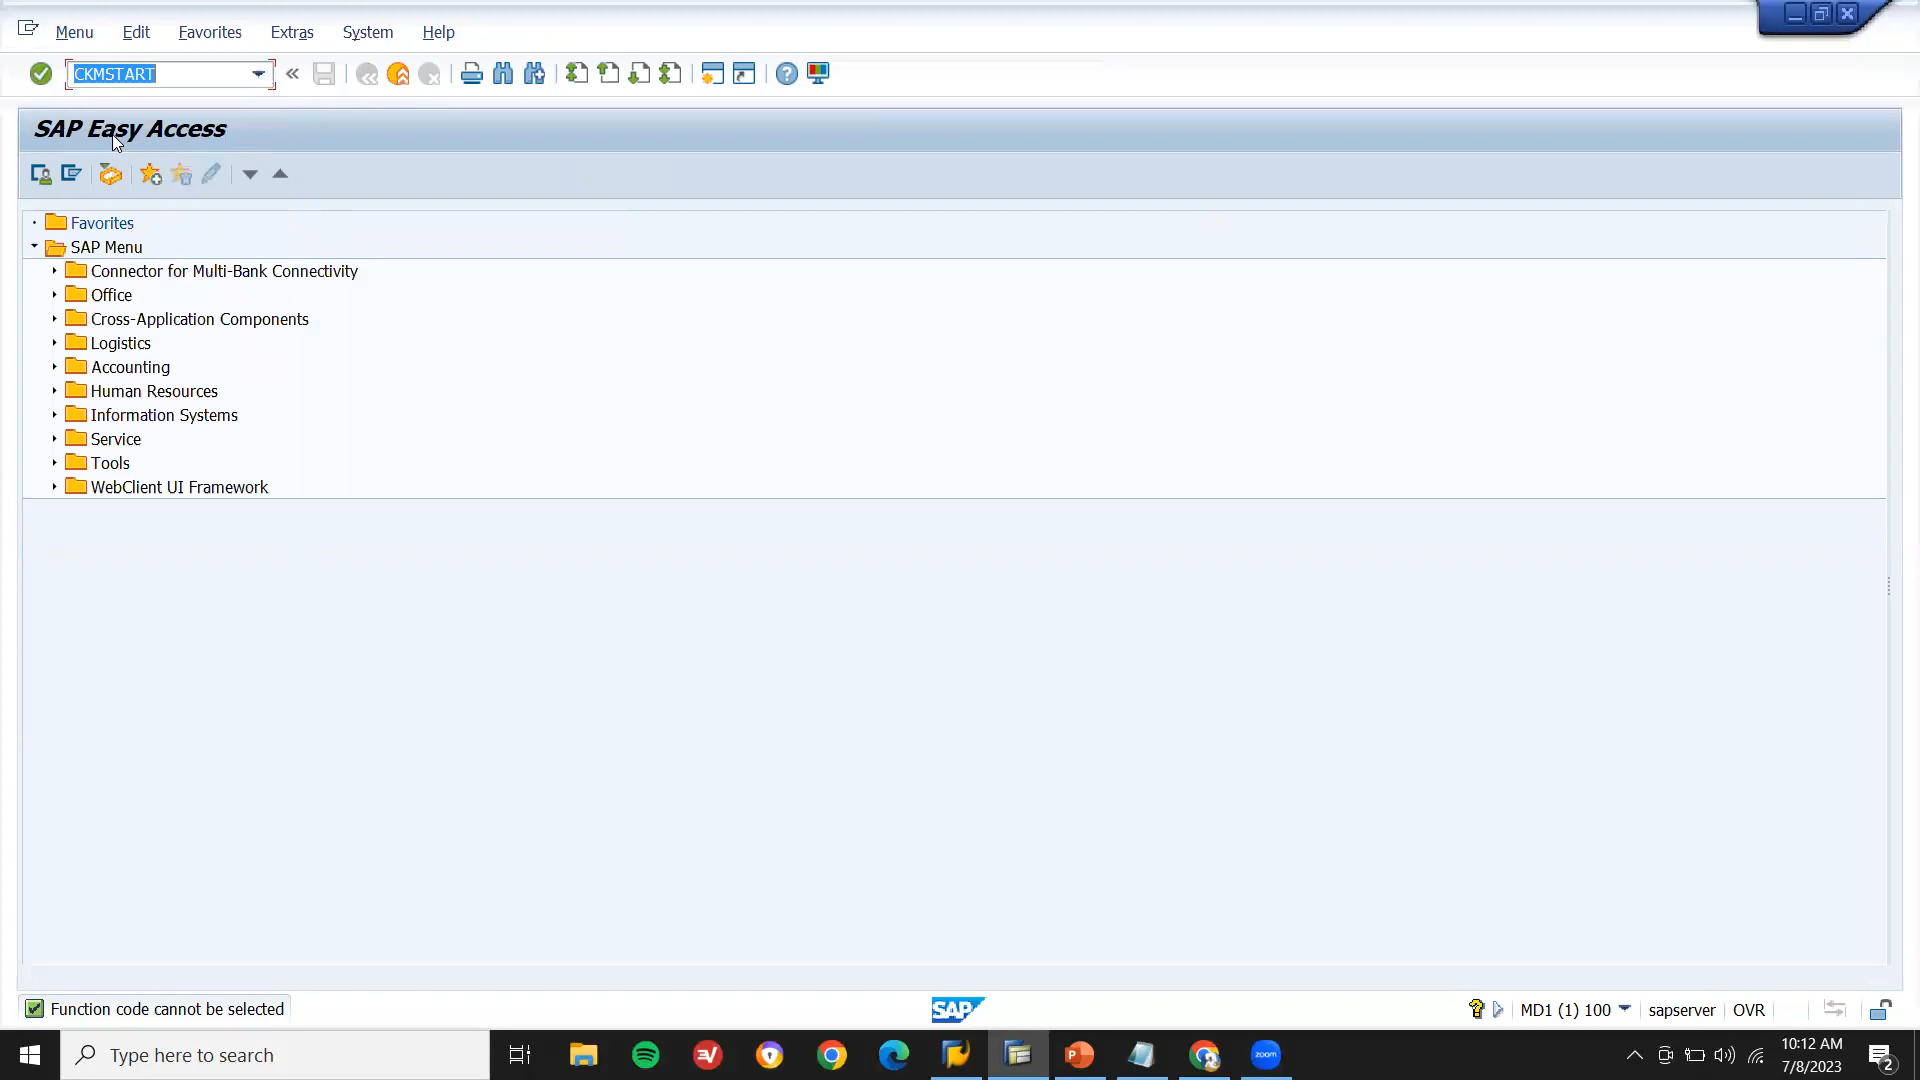 Menu Edit Favorites Extras System Help
CKMSTART
SAP Easy Access
Favorites
SAP Menu
Connector for Multi-Bank Connectivity
Office
Cross-Application Components
Logistics
Accounting
Human Resources
Information Systems
Service
Tools
WebClient UI Framework
Function code cannot be selected
SAP
MD1 (1) 100
sapserver
OVR
Type here to search
zoom
10:12 AM
7/8/2023
2